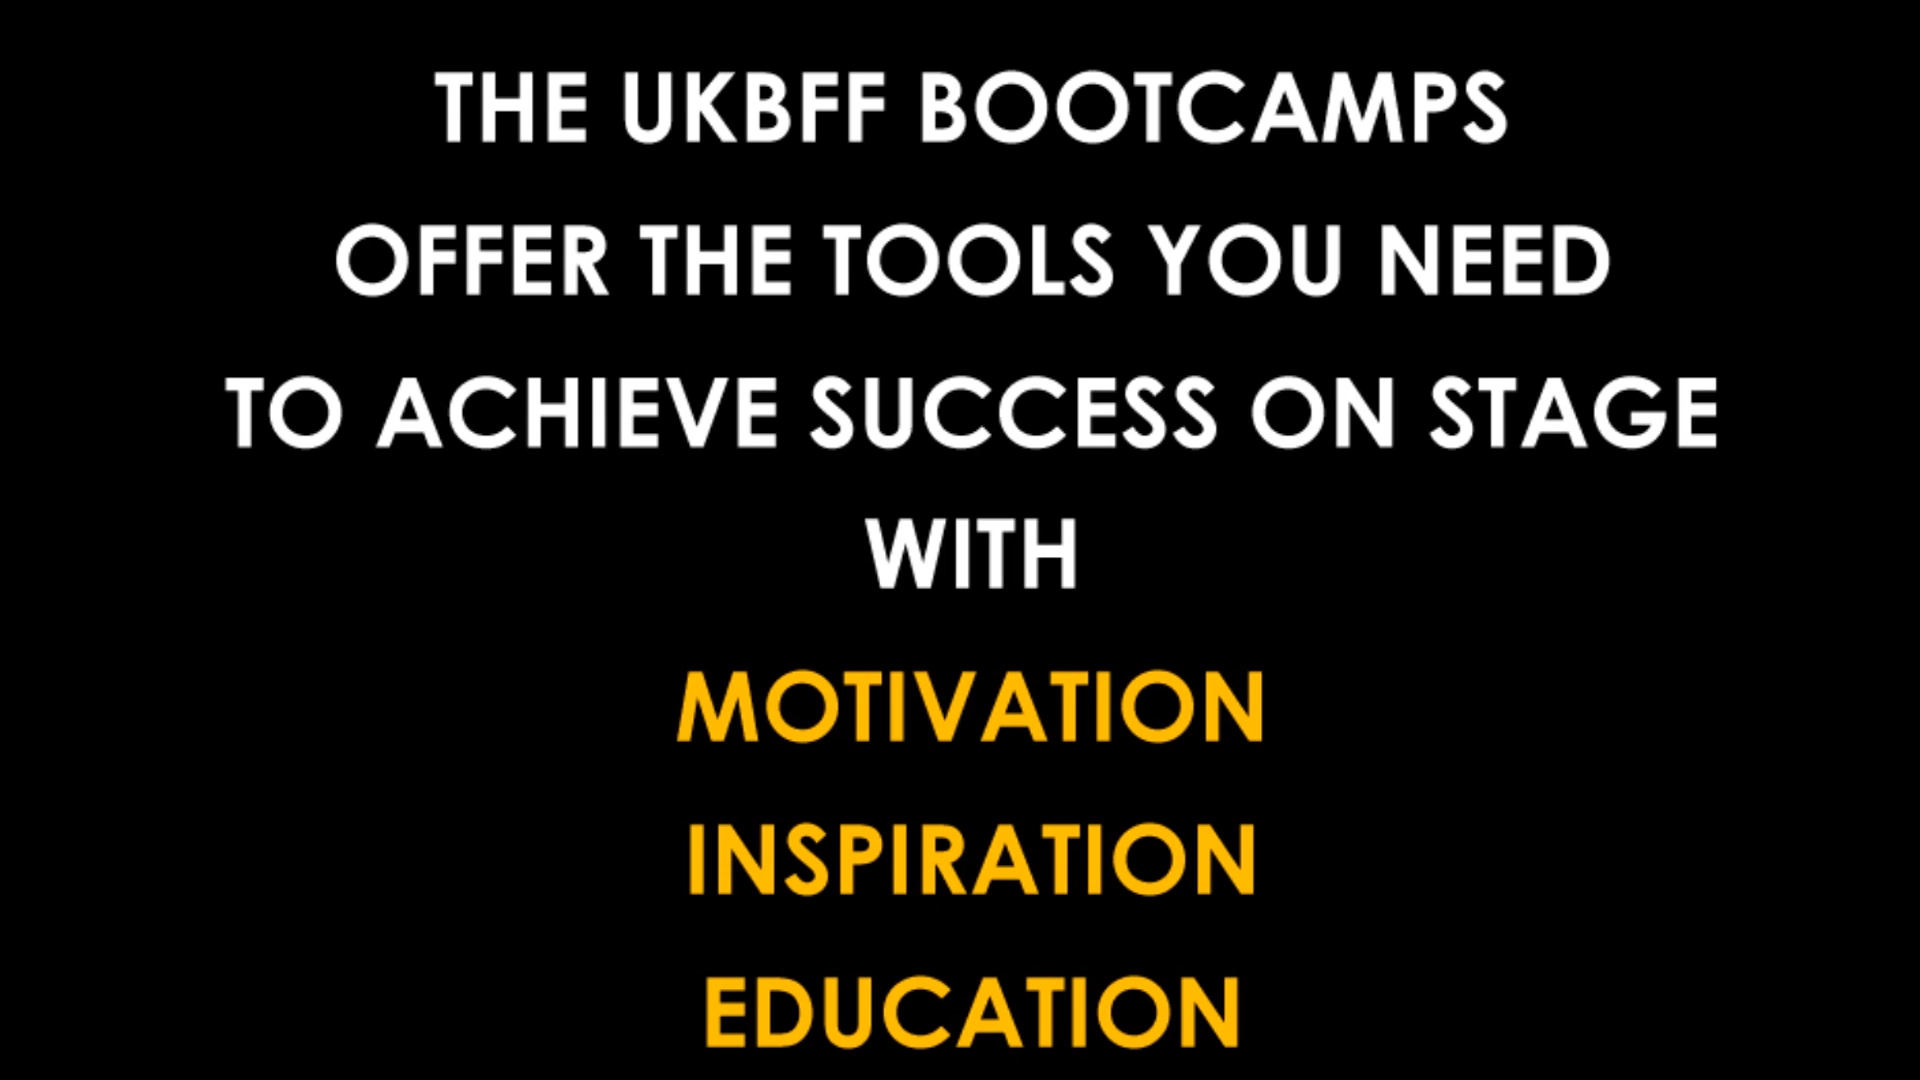 THE UKBFF BOOTCAMPS
OFFER THE TOOLS YOU NEED
TO ACHIEVE SUCCESS ON STAGE
WITH
MOTIVATION
INSPIRATION
EDUCATION